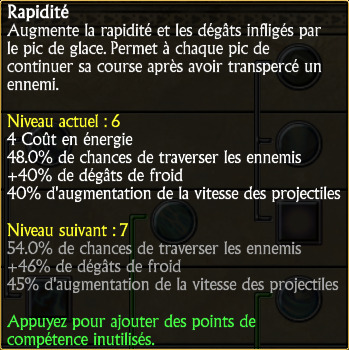 Rapidité
Augmente la rapidité et les dégâts infligés par
le pic de glace. Permet à chaque pic de
continuer sa course après avoir transpercé un
ennemi.
Niveau actuel : 6
4 Coût en énergie
48.0% de chances de traverser les ennemis
+40% de dégâts de froid
40% d'augmentation de la vitesse des projectiles
Niveau suivant : 7
54.0% de chances de traverser les ennemis
+46% de dégâts de froid
45% d'augmentation de la vitesse des projectiles
Appuyez pour ajouter des points de
compétence inutilisés.